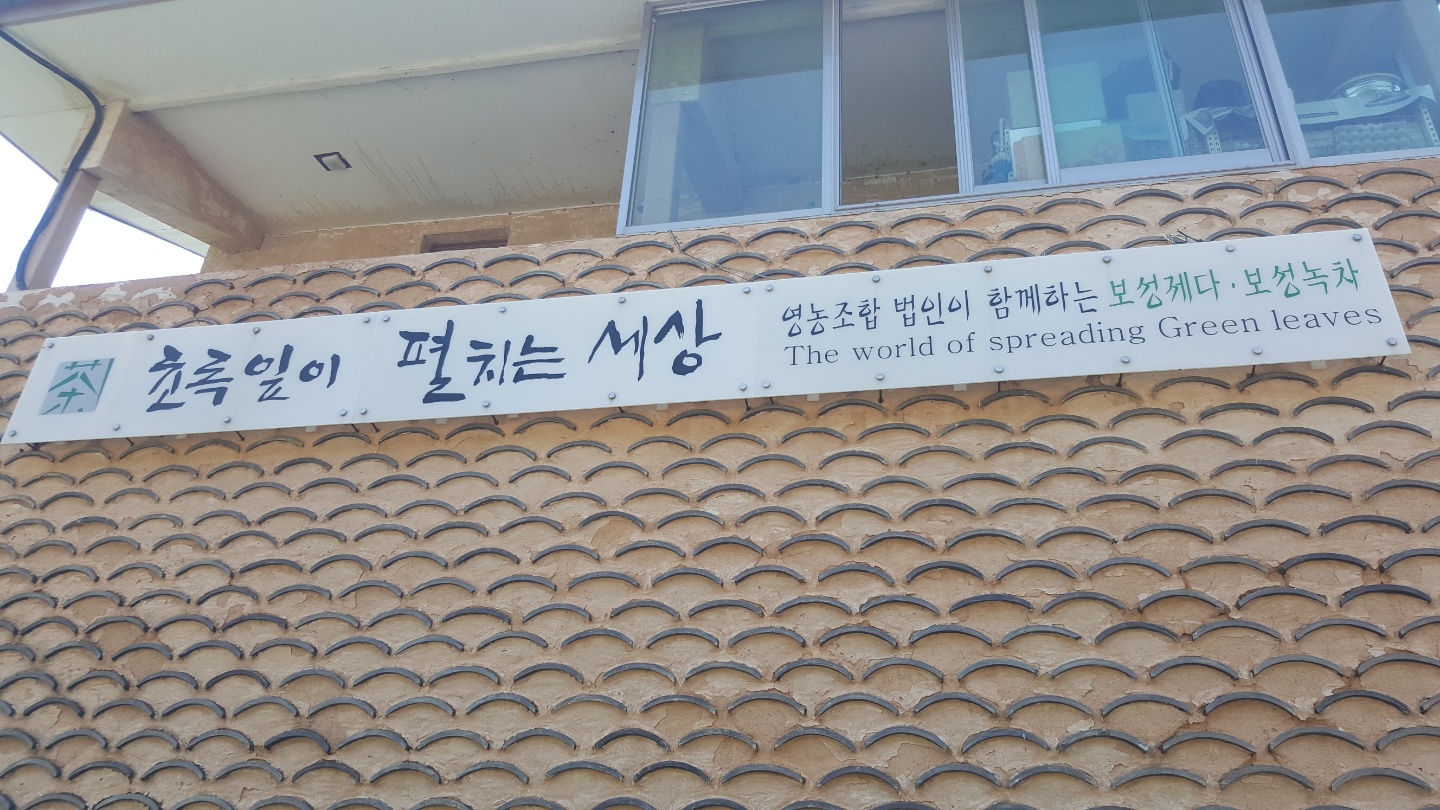 茶 초록잎이 펼치는 세상
영농조합 법인이 함께하는 보성제다·보성녹차
The world of spreading Green leaves